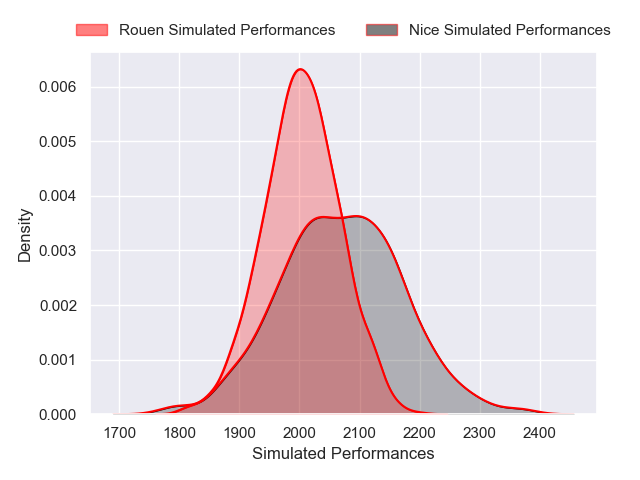 Rouen Simulated Performances Nice Simulated Performances
0.006
0.005
0.004
0.003
0.002
0.001
0.000
Density
1700 1800 1900 2000 2100 2200 2300 2400
Simulated Performances